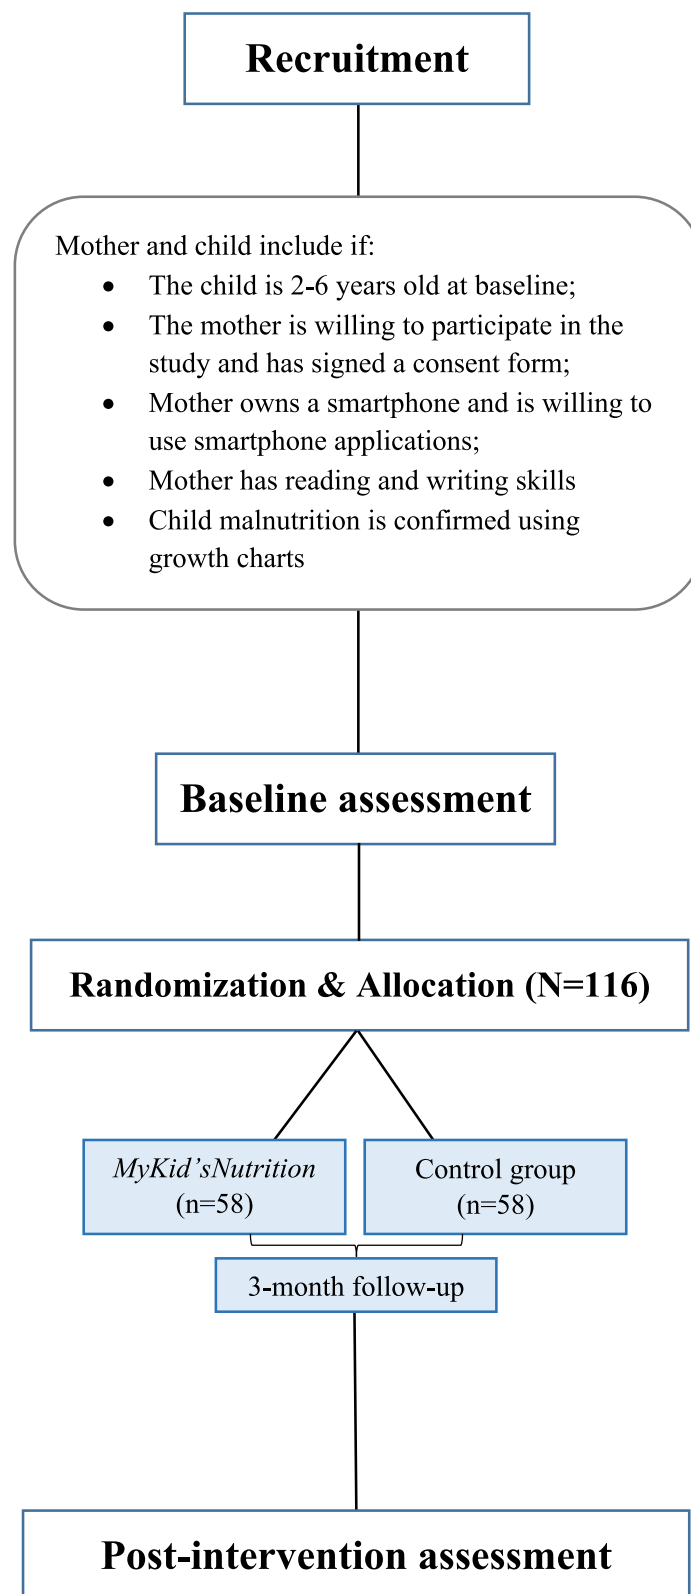 Recruitment
Mother and child include if:
• The child is 2-6 years old at baseline;
• The mother is willing to participate in the
study and has signed a consent form;
• Mother owns a smartphone and is willing to
use smartphone applications;
• Mother has reading and writing skills
• Child malnutrition is confirmed using
growth charts
Baseline assessment
Randomization & Allocation (N=116)
MyKid’sNutrition
(n=58)
Control group
(n=58)
3-month follow-up
Post-intervention assessment